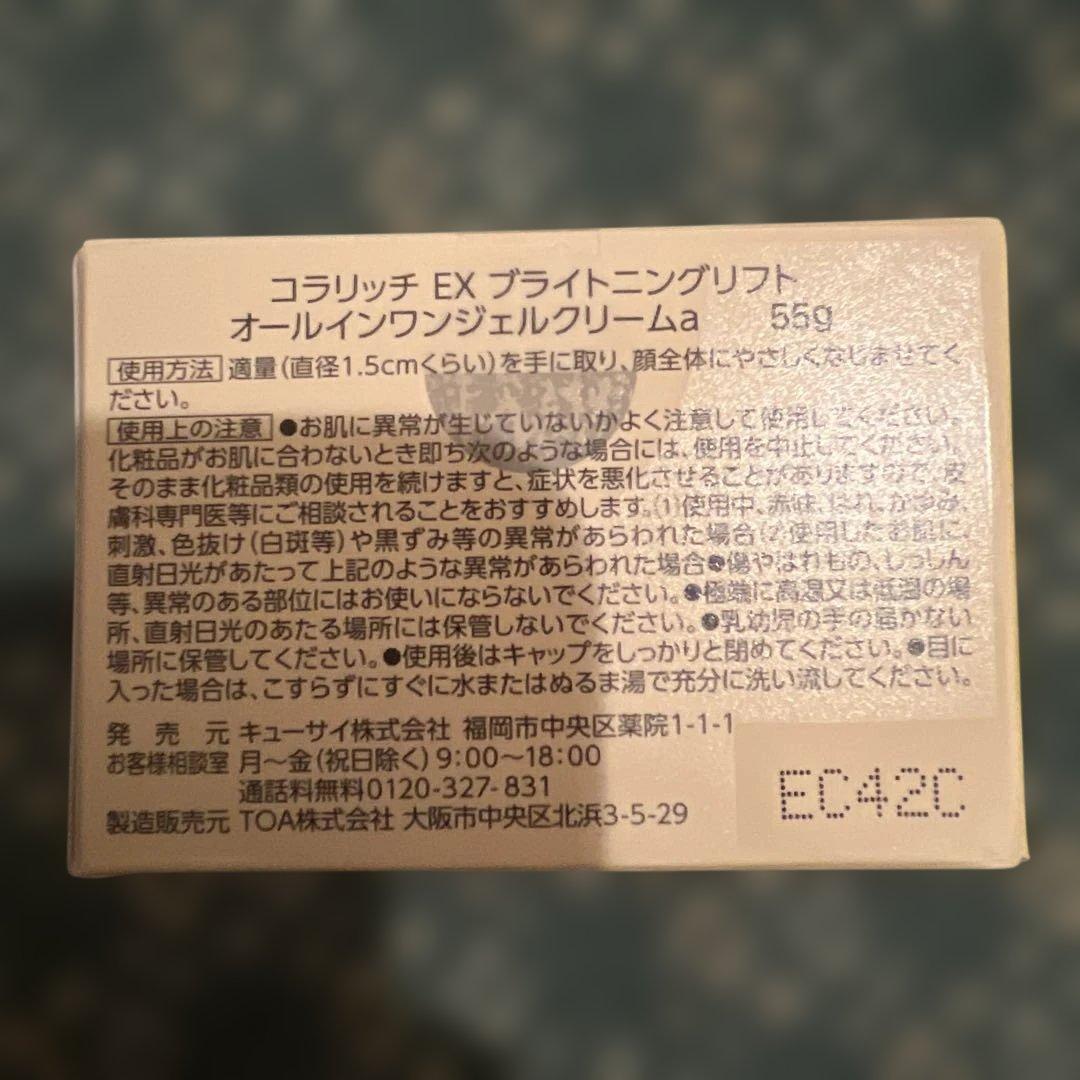 コラリッチ EX ブライトニングリフト
オールインワンジェルクリームa 55g
使用方法 適量(直径1.5cmくらい)を手に取り、顔全体にやさしくなじませてく
ださい。
使用上の注意 ●お肌に異常が生じていないかよく注意して使用してください。
化粧品がお肌に合わないとき即ち次のような場合には、使用を中止してください。
そのまま化粧品類の使用を続けますと、症状を悪化させることがありますので、皮
膚科専門医等にご相談されることをおすすめします。(1)使用中、赤味、はれ、かゆみ、
刺激、色抜け(白斑等)や黒ずみ等の異常があらわれた場合(2)使用したお肌に、
直射日光があたって上記のような異常があらわれた場合●傷やはれもの、しっしん
等、異常のある部位にはお使いにならないでください。●極端に高温又は低温の場
所、直射日光のあたる場所には保管しないでください。●乳幼児の手の届かない
場所に保管してください。●使用後はキャップをしっかりと閉めてください。●目に
入った場合は、こすらずにすぐに水またはぬるま湯で充分に洗い流してください。
発売元 キューサイ株式会社 福岡市中央区薬院1-1-1
お客様相談室 月～金(祝日除く)9:00～18:00
通話料無料0120-327-831
製造販売元 TOA株式会社 大阪市中央区北浜3-5-29
EC42C